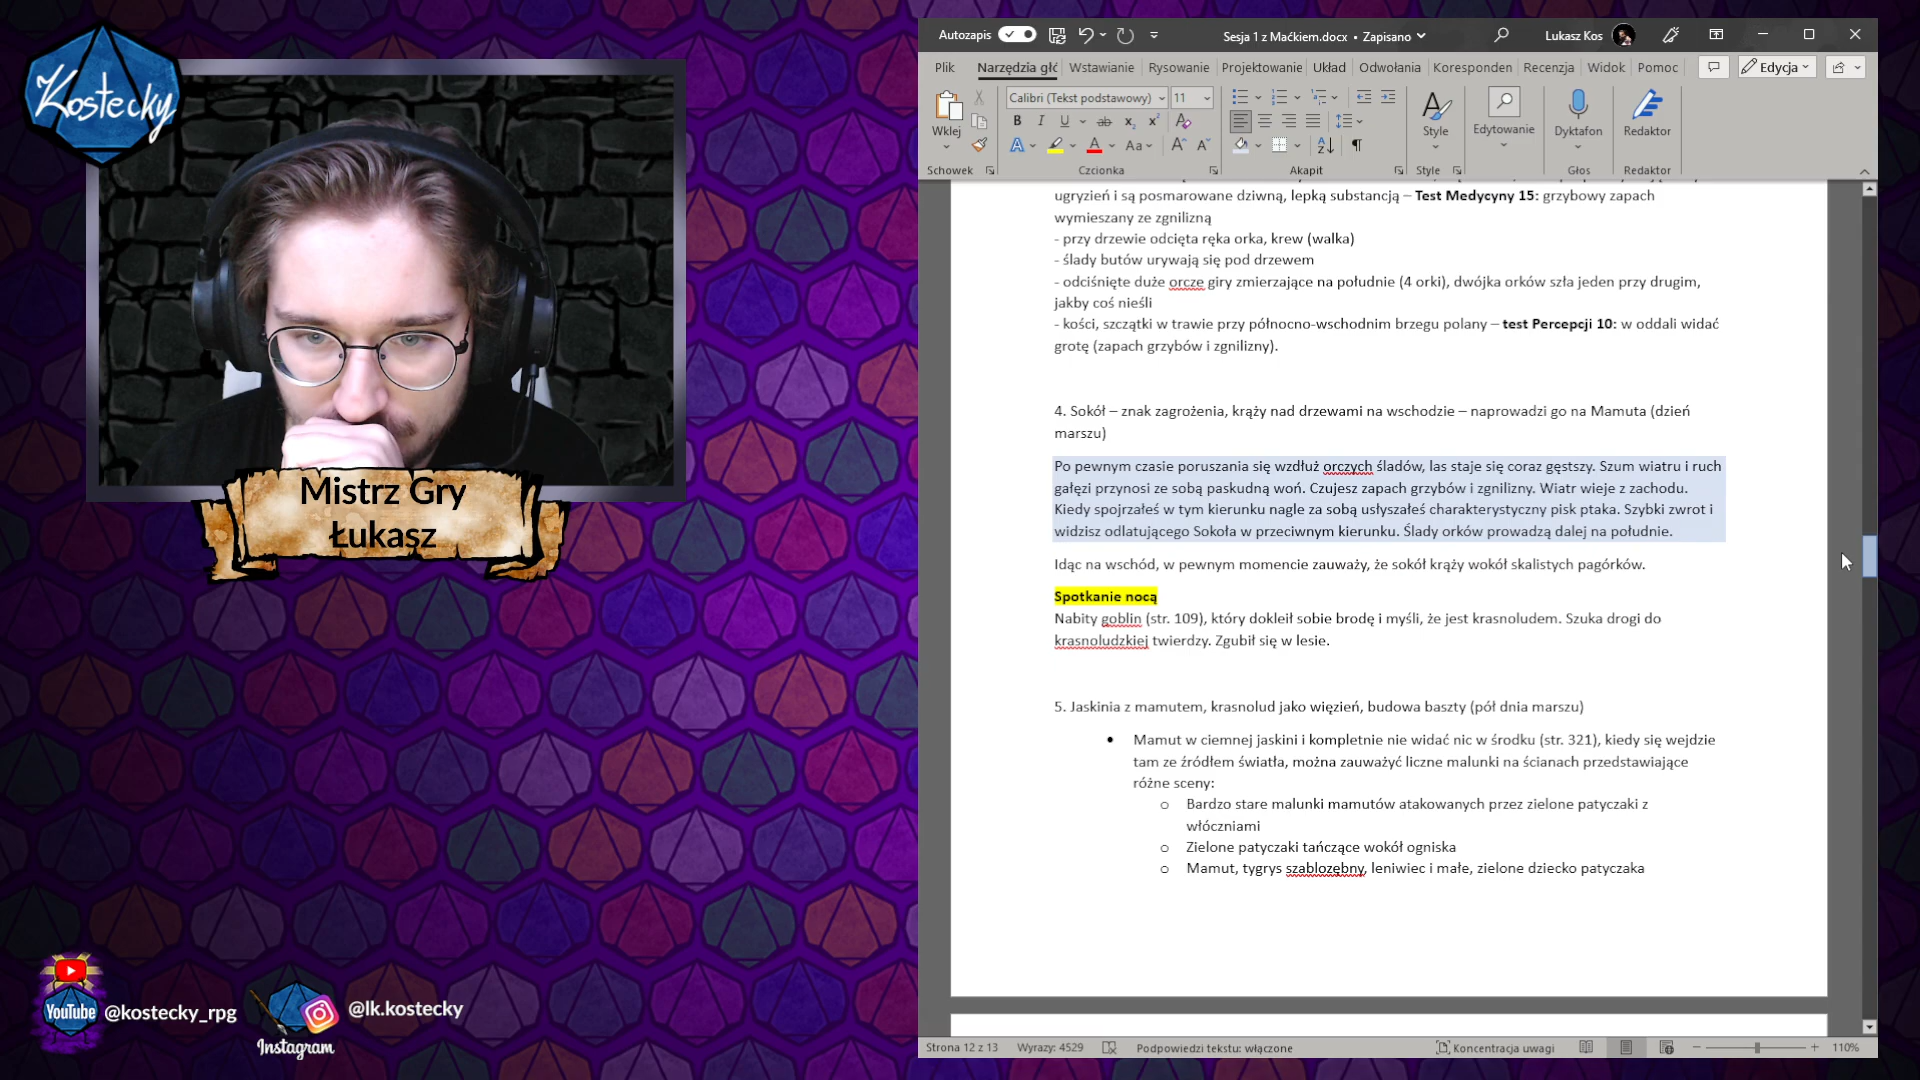 Kostecky
Mistrz Gry
Łukasz
YouTube
@kostecky_rpg
Instagram
@lk.kostecky
Autozapis
Sesja 1 z Maćkiem.docx • Zapisano
Lukasz Kos
Plik Narzędzia głć Wstawianie Rysowanie Projektowanie Układ Odwołania Koresponden Recenzja Widok Pomoc Edycja
Wklej
Calibri (Tekst podstawowy) 11
Style
Edytowanie
Dyktafon
Redaktor
Schowek Czcionka Akapit Style Głos Redaktor
ugryzień i są posmarowane dziwną, lepką substancją – Test Medycyny 15: grzybowy zapach
wymieszany ze zgnilizną
- przy drzewie odcięta ręka orka, krew (walka)
- ślady butów urywają się pod drzewem
- odciśnięte duże orcze giry zmierzające na południe (4 orki), dwójka orków szła jeden przy drugim,
jakby coś nieśli
- kości, szczątki w trawie przy północno-wschodnim brzegu polany – test Percepcji 10: w oddali widać
grotę (zapach grzybów i zgnilizny).
4. Sokół – znak zagrożenia, krąży nad drzewami na wschodzie – naprowadzi go na Mamuta (dzień
marszu)
Po pewnym czasie poruszania się wzdłuż orczych śladów, las staje się coraz gęstszy. Szum wiatru i ruch
gałęzi przynosi ze sobą paskudną woń. Czujesz zapach grzybów i zgnilizny. Wiatr wieje z zachodu.
Kiedy spojrzałeś w tym kierunku nagle za sobą usłyszałeś charakterystyczny pisk ptaka. Szybki zwrot i
widzisz odlatującego Sokoła w przeciwnym kierunku. Ślady orków prowadzą dalej na południe.
Idąc na wschód, w pewnym momencie zauważy, że sokół krąży wokół skalistych pagórków.
Spotkanie nocą
Nabity goblin (str. 109), który dokleił sobie brodę i myśli, że jest krasnoludem. Szuka drogi do
krasnoludzkiej twierdzy. Zgubił się w lesie.
5. Jaskinia z mamutem, krasnolud jako więzień, budowa baszty (pół dnia marszu)
• Mamut w ciemnej jaskini i kompletnie nie widać nic w środku (str. 321), kiedy się wejdzie
tam ze źródłem światła, można zauważyć liczne malunki na ścianach przedstawiające
różne sceny:
o Bardzo stare malunki mamutów atakowanych przez zielone patyczaki z
włóczniami
o Zielone patyczaki tańczące wokół ogniska
o Mamut, tygrys szablozębny, leniwiec i małe, zielone dziecko patyczaka
Strona 12 z 13 Wyrazy: 4529 Podpowiedzi tekstu: włączone Koncentracja uwagi 110%